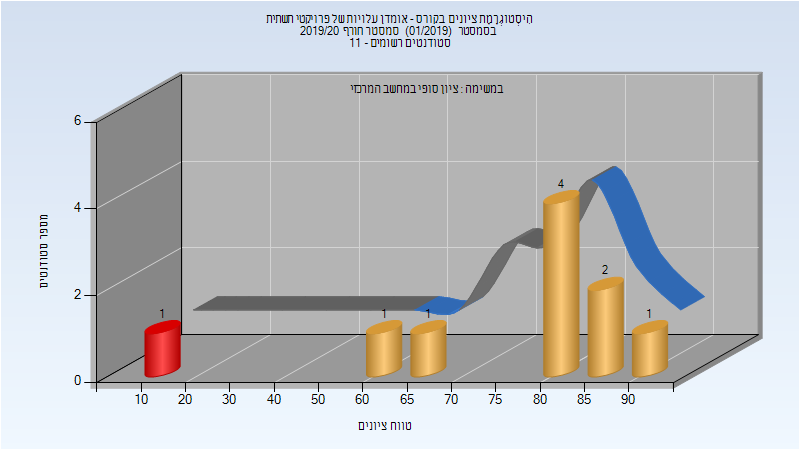 היסטוגרמת ציונים בקורס - אומדן עלויות של פרויקטי תשתית
בסמסטר (01/2019) סמסטר חורף 2019/20
סטודנטים רשומים - 11
במשימה : ציון סופי במחשב המרכזי
6
4
2
0
מספר סטודנטים
1
1
1
4
2
1
10 20 30 40 50 60 65 70 75 80 85 90
טווח ציונים